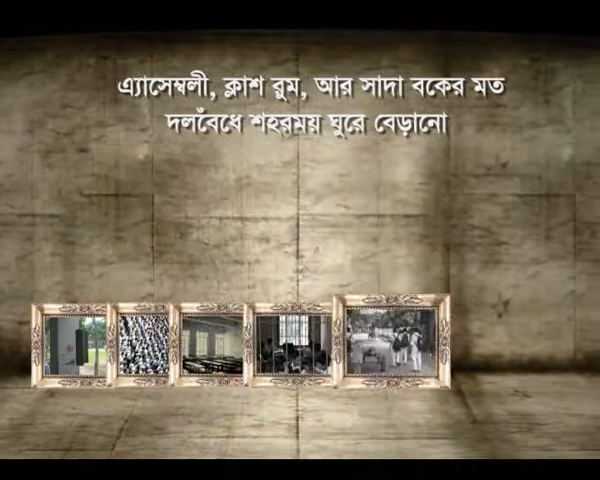 এ্যাসেম্বলী, ক্লাশ রুম, আর সাদা বকের মত
দলবেঁধে শহরময় ঘুরে বেড়ানো